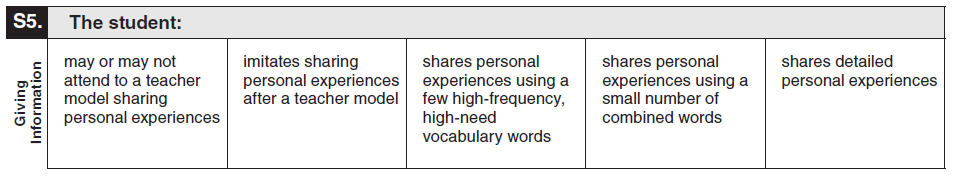 S5. The student:
Giving
Information
may or may not
attend to a teacher
model sharing
personal experiences
imitates sharing
personal experiences
after a teacher model
shares personal
experiences using a
few high-frequency,
high-need
vocabulary words
shares personal
experiences using a
small number of
combined words
shares detailed
personal experiences